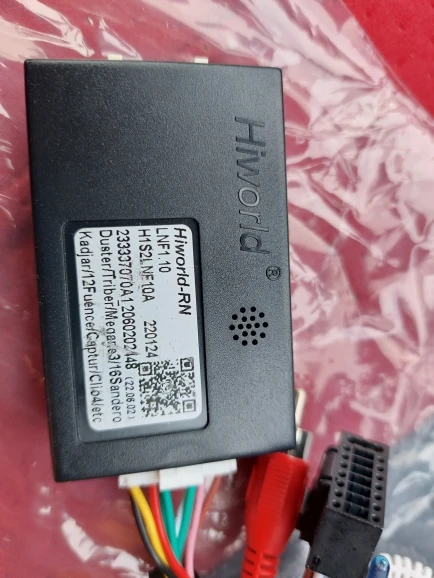 Hiworld®
Hiworld-RN
LNF1.10
H1S2LNF10A 220124
233337070A1_2060202448 (22.06.02)
Duster/Triber/Megane3/16Sandero
Kadjar/12Fuence/Captur/Clio4/etc